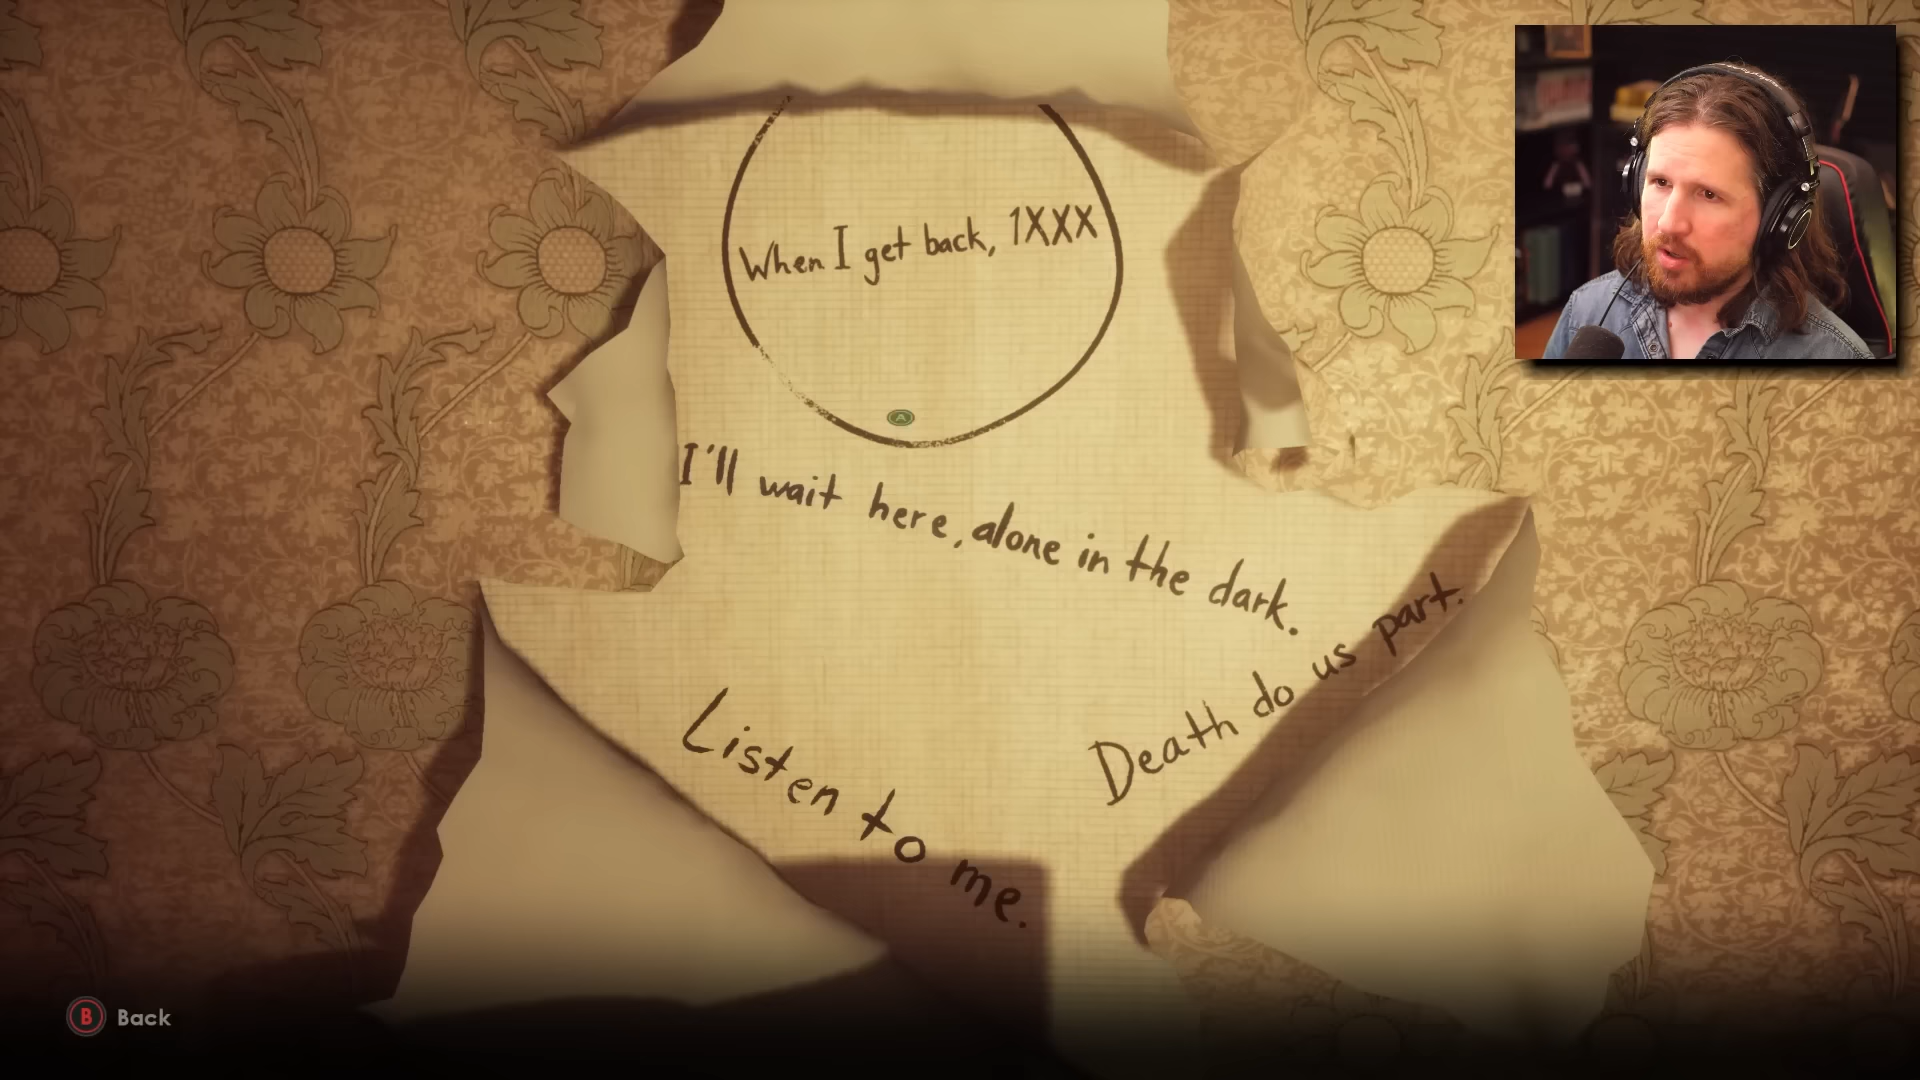 When I get back, 1XXX
I'll wait here, alone in the dark.
Death do us part.
Listen to me.
A
B Back